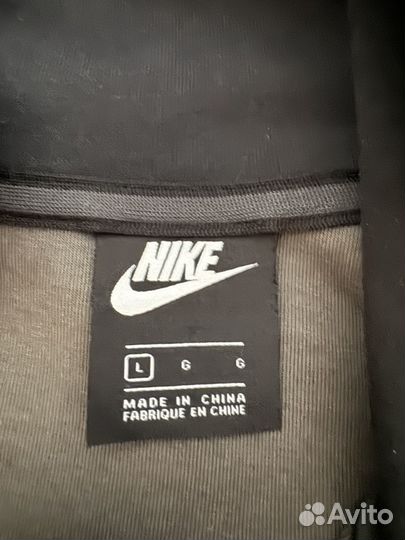 NIKE
L G G
MADE IN CHINA
FABRIQUE EN CHINE
Avito